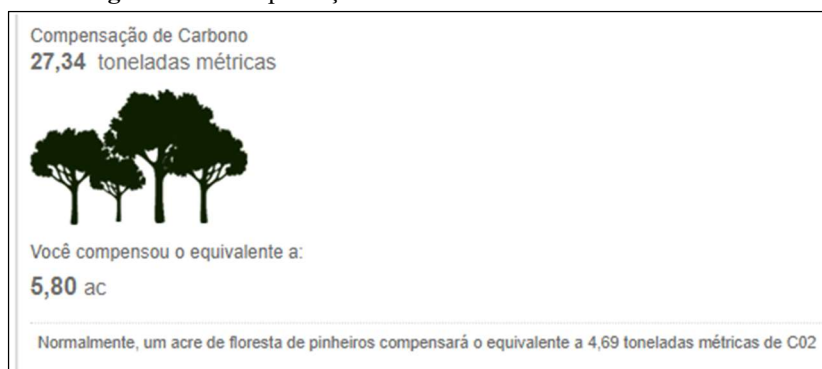 Compensação de Carbono
27,34 toneladas métricas
Você compensou o equivalente a:
5,80 ac
Normalmente, um acre de floresta de pinheiros compensará o equivalente a 4,69 toneladas métricas de C02